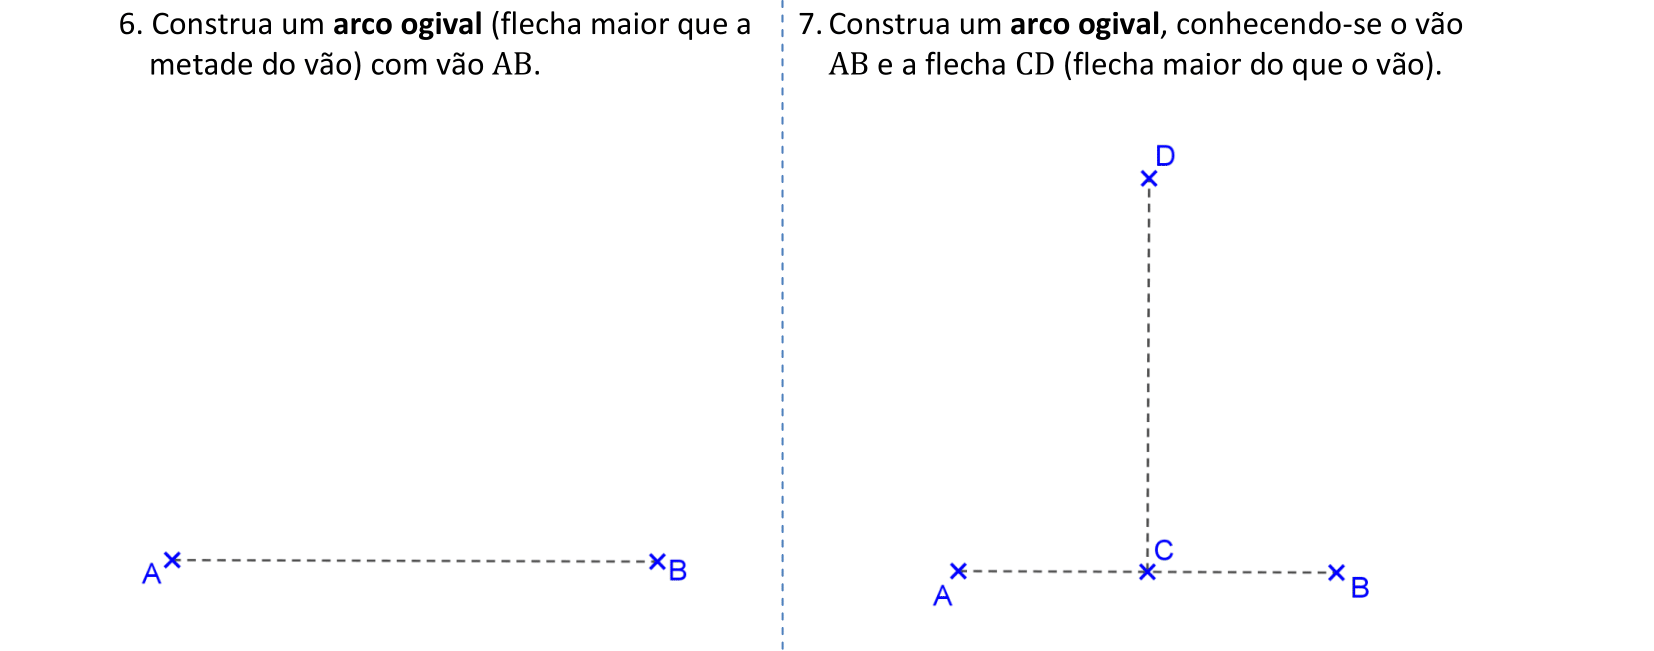 6. Construa um arco ogival (flecha maior que a
metade do vão) com vão AB.
A
B
7. Construa um arco ogival, conhecendo-se o vão
AB e a flecha CD (flecha maior do que o vão).
D
C
A
B